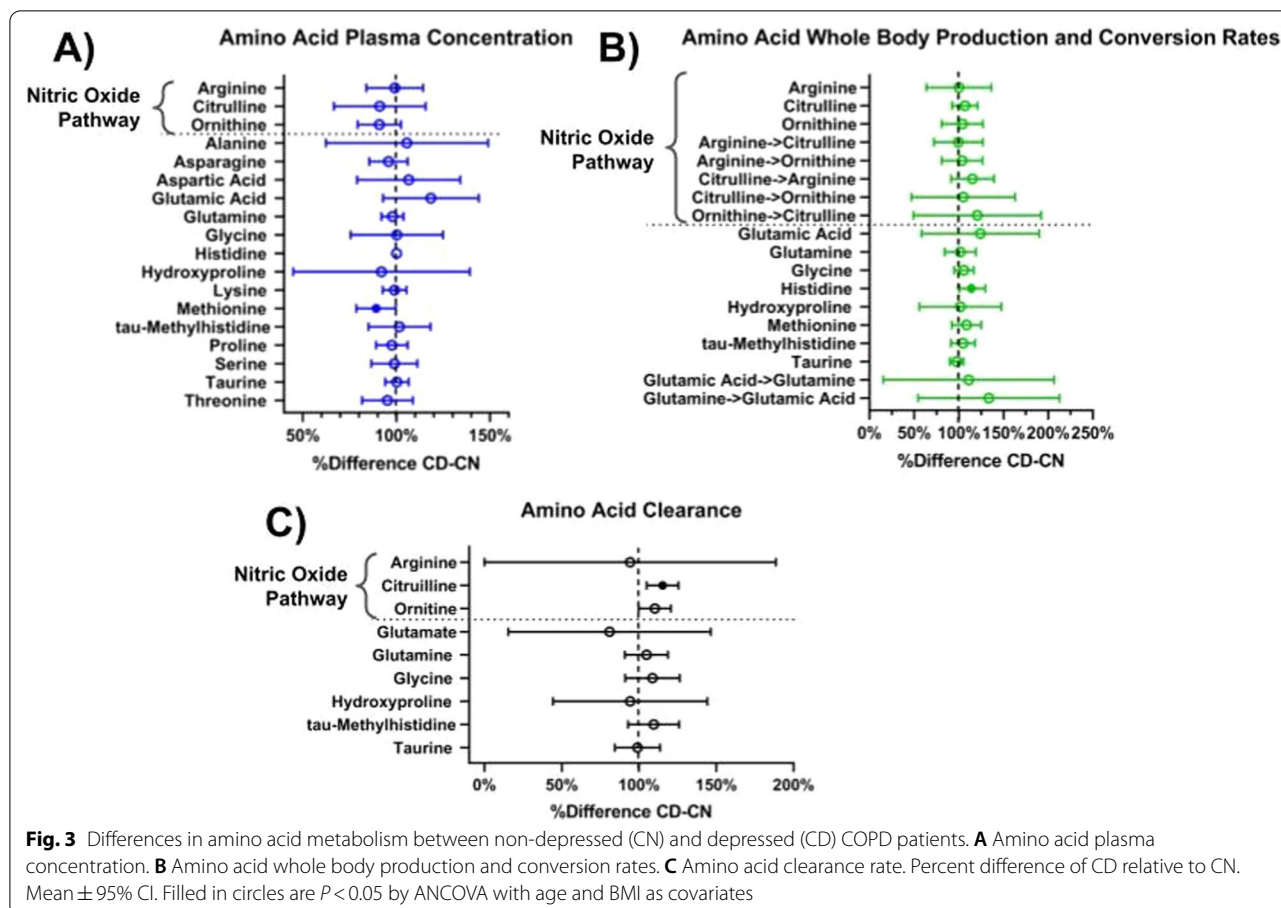 A)
Amino Acid Plasma Concentration
Nitric Oxide
Pathway
Arginine
Citrulline
Ornithine
Alanine
Asparagine
Aspartic Acid
Glutamic Acid
Glutamine
Glycine
Histidine
Hydroxyproline
Lysine
Methionine
tau-Methylhistidine
Proline
Serine
Taurine
Threonine
50% 100% 150%
%Difference CD-CN
B)
Amino Acid Whole Body Production and Conversion Rates
Nitric Oxide
Pathway
Arginine
Citrulline
Ornithine
Arginine->Citrulline
Arginine->Ornithine
Citrulline->Arginine
Citrulline->Ornithine
Ornithine->Citrulline
Glutamic Acid
Glutamine
Glycine
Histidine
Hydroxyproline
Methionine
tau-Methylhistidine
Taurine
Glutamic Acid->Glutamine
Glutamine->Glutamic Acid
0% 50% 100% 150% 200% 250%
%Difference CD-CN
C)
Amino Acid Clearance
Nitric Oxide
Pathway
Arginine
Citruilline
Ornitine
Glutamate
Glutamine
Glycine
Hydroxyproline
tau-Methylhistidine
Taurine
0% 50% 100% 150% 200%
%Difference CD-CN
Fig. 3 Differences in amino acid metabolism between non-depressed (CN) and depressed (CD) COPD patients. A Amino acid plasma
concentration. B Amino acid whole body production and conversion rates. C Amino acid clearance rate. Percent difference of CD relative to CN.
Mean ± 95% CI. Filled in circles are P < 0.05 by ANCOVA with age and BMI as covariates